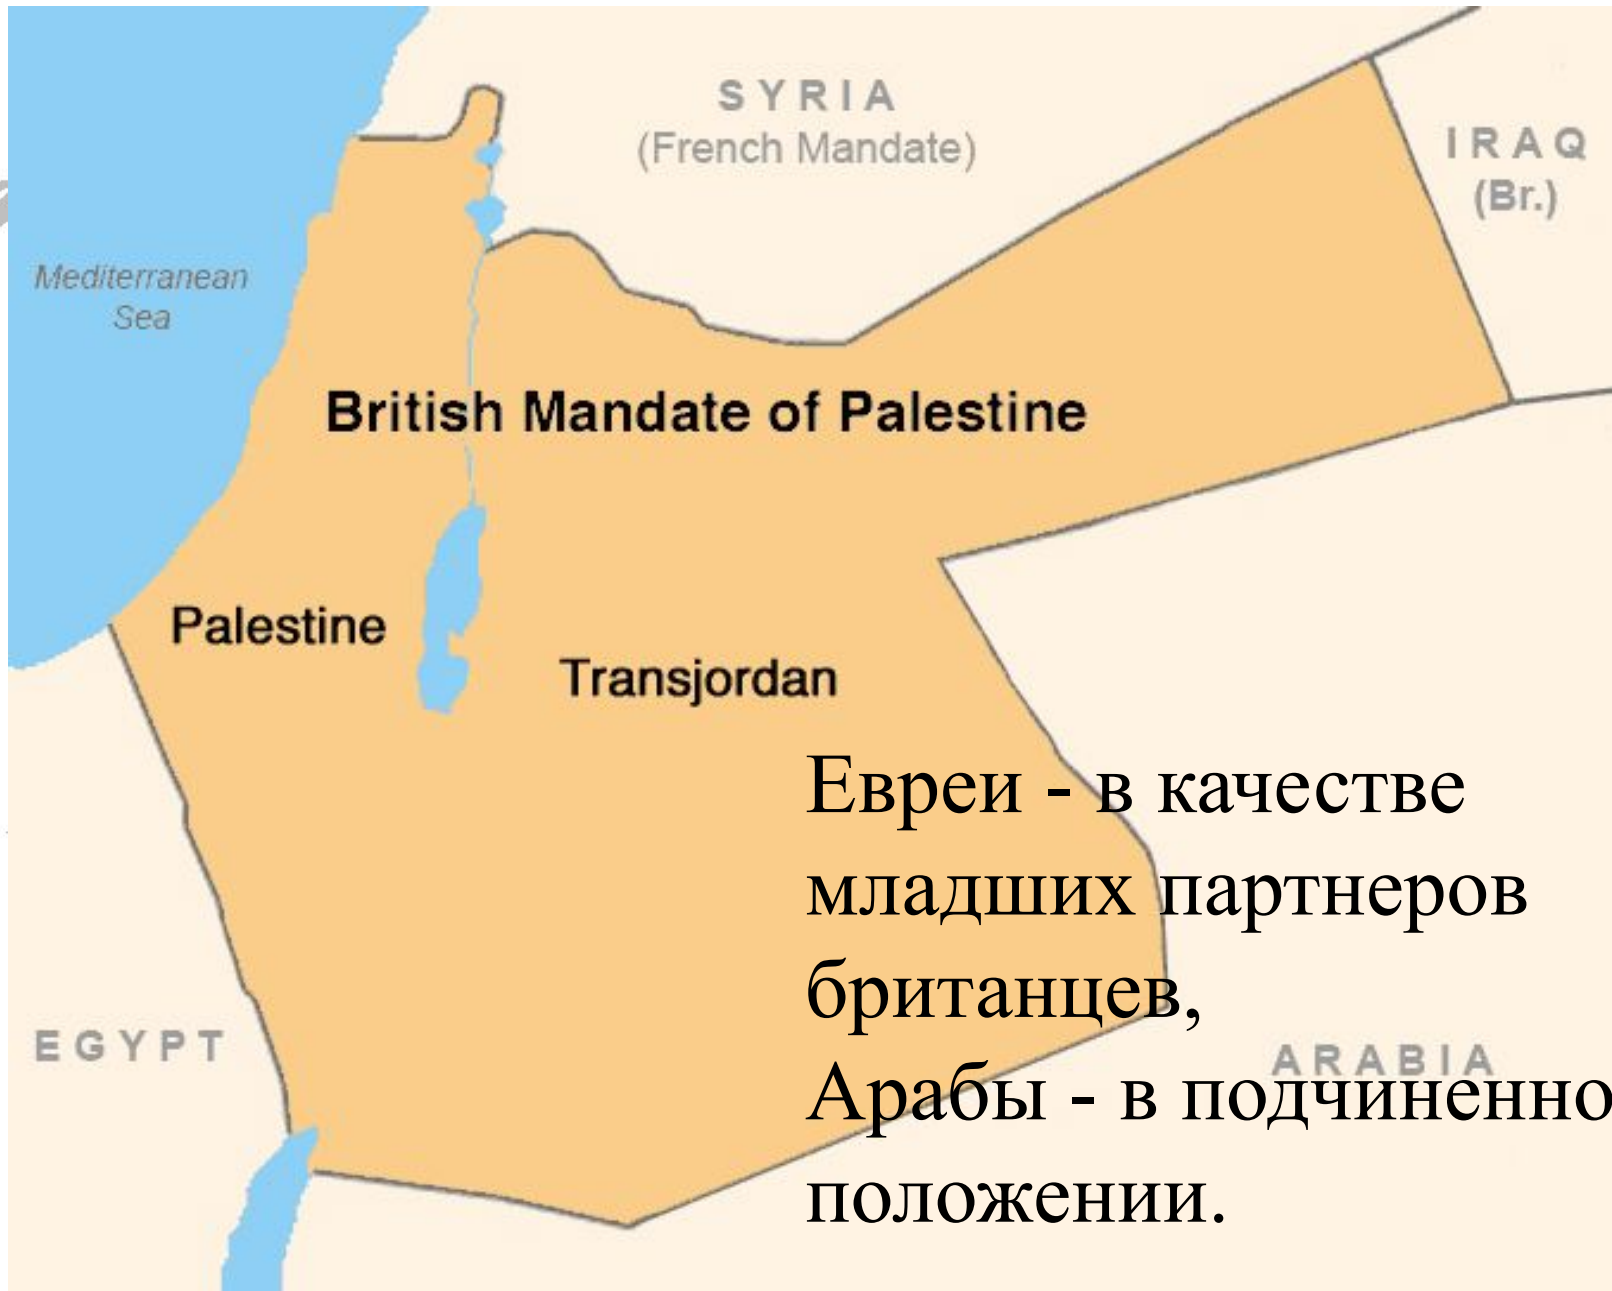 SYRIA
(French Mandate)
IRAQ
(Br.)
Mediterranean
Sea
British Mandate of Palestine
Palestine
Transjordan
Евреи - в качестве
младших партнеров
британцев,
EGYPT
ARABIA
Арабы - в подчиненно
положении.